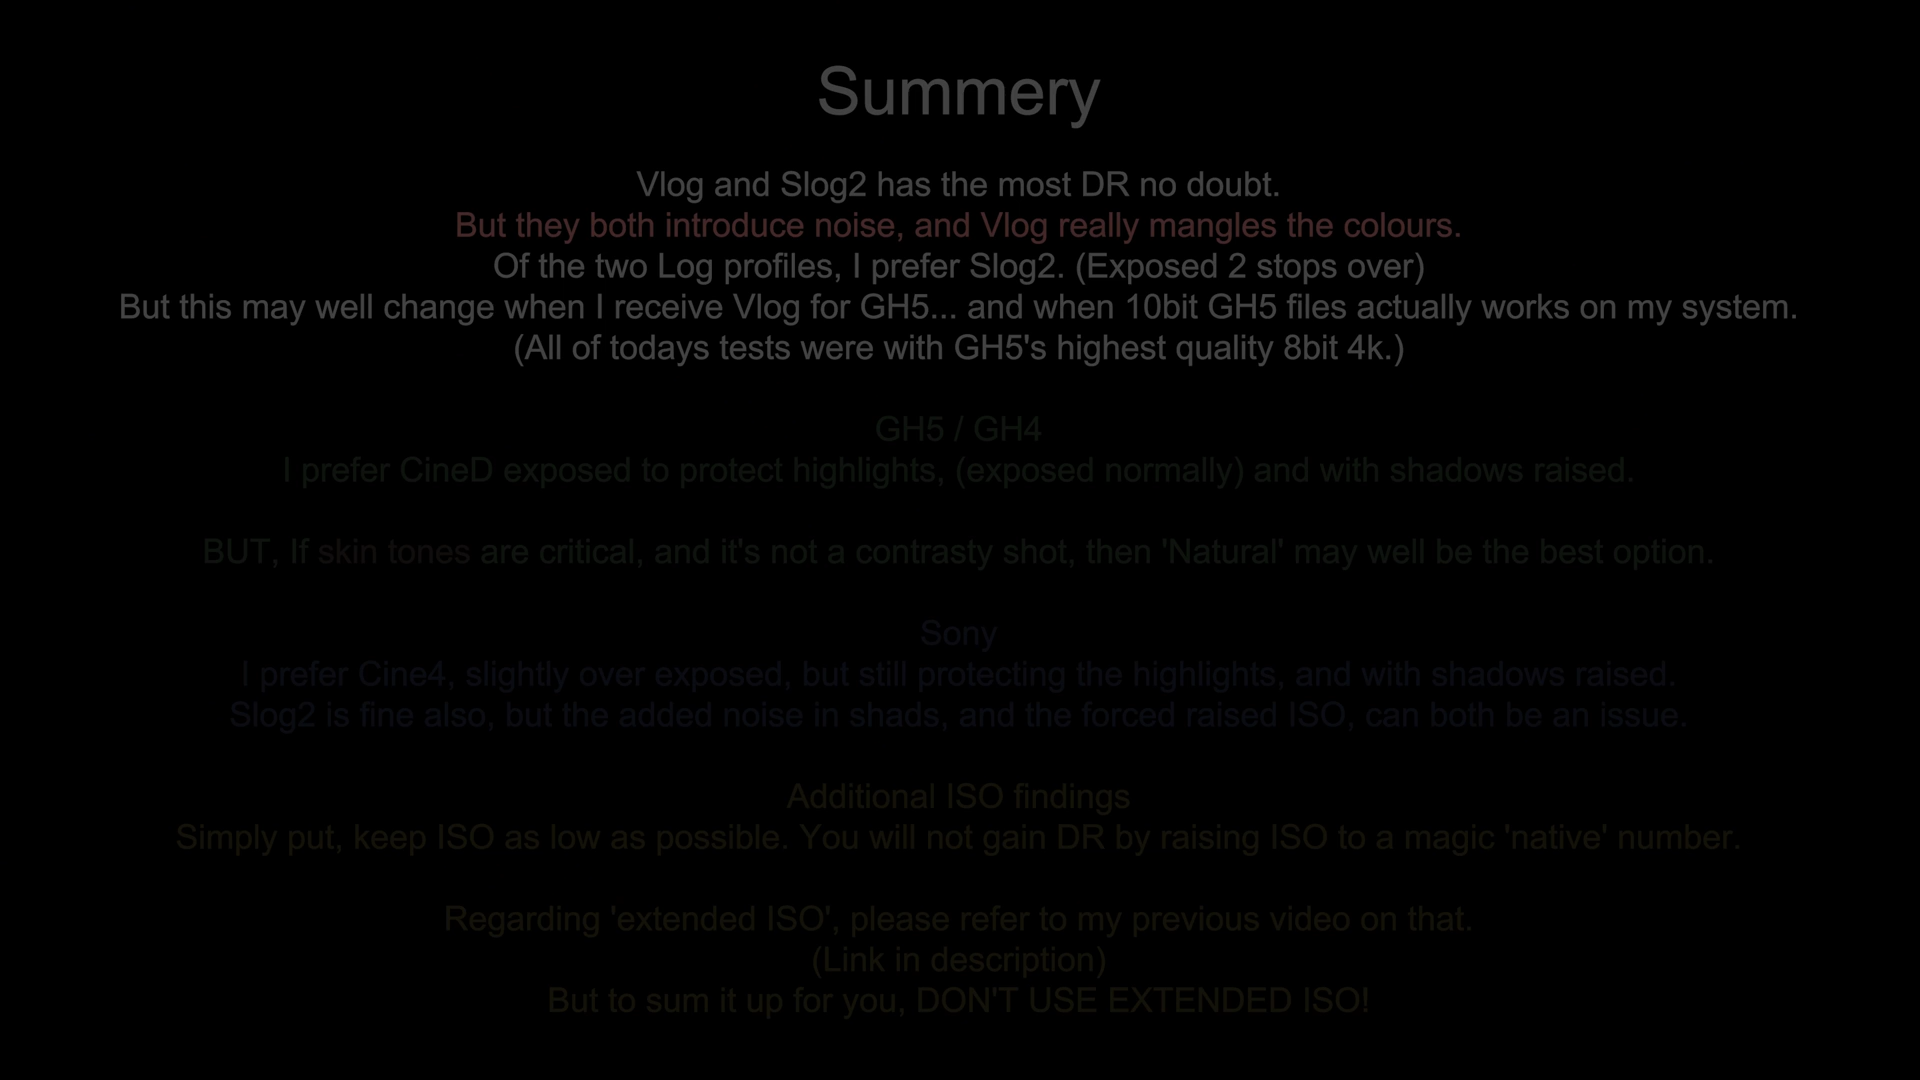 Summery
Vlog and Slog2 has the most DR no doubt.
But they both introduce noise, and Vlog really mangles the colours.
Of the two Log profiles, I prefer Slog2. (Exposed 2 stops over)
But this may well change when I receive Vlog for GH5... and when 10bit GH5 files actually works on my system.
(All of todays tests were with GH5's highest quality 8bit 4k.)
GH5 / GH4
I prefer CineD exposed to protect highlights, (exposed normally) and with shadows raised.
BUT, If skin tones are critical, and it's not a contrasty shot, then 'Natural' may well be the best option.
Sony
I prefer Cine4, slightly over exposed, but still protecting the highlights, and with shadows raised.
Slog2 is fine also, but the added noise in shads, and the forced raised ISO, can both be an issue.
Additional ISO findings
Simply put, keep ISO as low as possible. You will not gain DR by raising ISO to a magic 'native' number.
Regarding 'extended ISO', please refer to my previous video on that.
(Link in description)
But to sum it up for you, DON'T USE EXTENDED ISO!